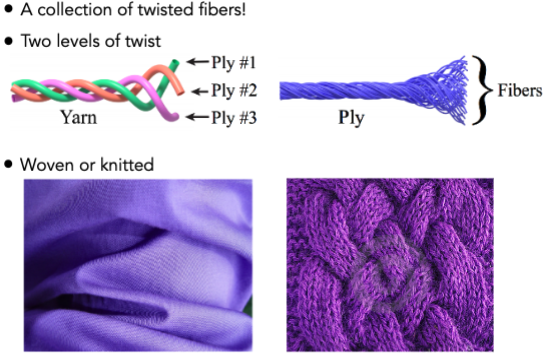 • A collection of twisted fibers!
• Two levels of twist
Ply #1
Ply #2
Ply #3
Yarn
Fibers
Ply
• Woven or knitted